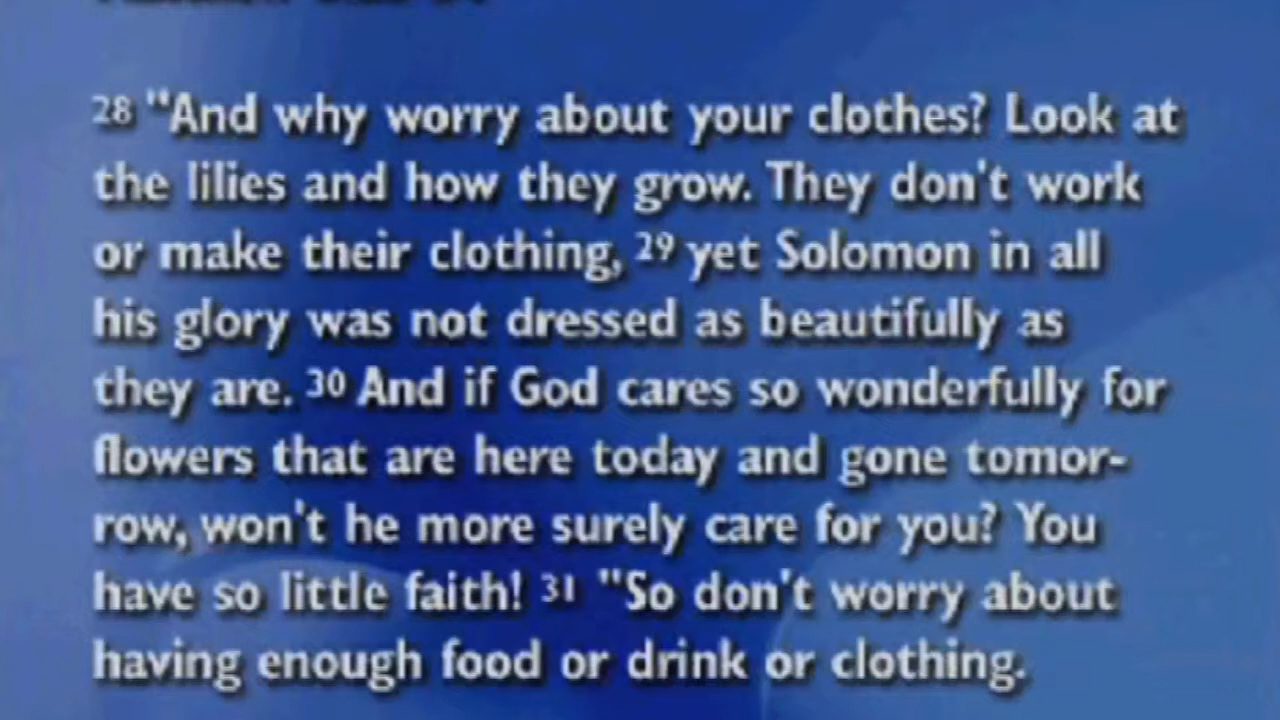 28 "And why worry about your clothes? Look at
the lilies and how they grow. They don't work
or make their clothing, 29 yet Solomon in all
his glory was not dressed as beautifully as
they are. 30 And if God cares so wonderfully for
flowers that are here today and gone tomor-
row, won't he more surely care for you? You
have so little faith! 31 "So don't worry about
having enough food or drink or clothing.